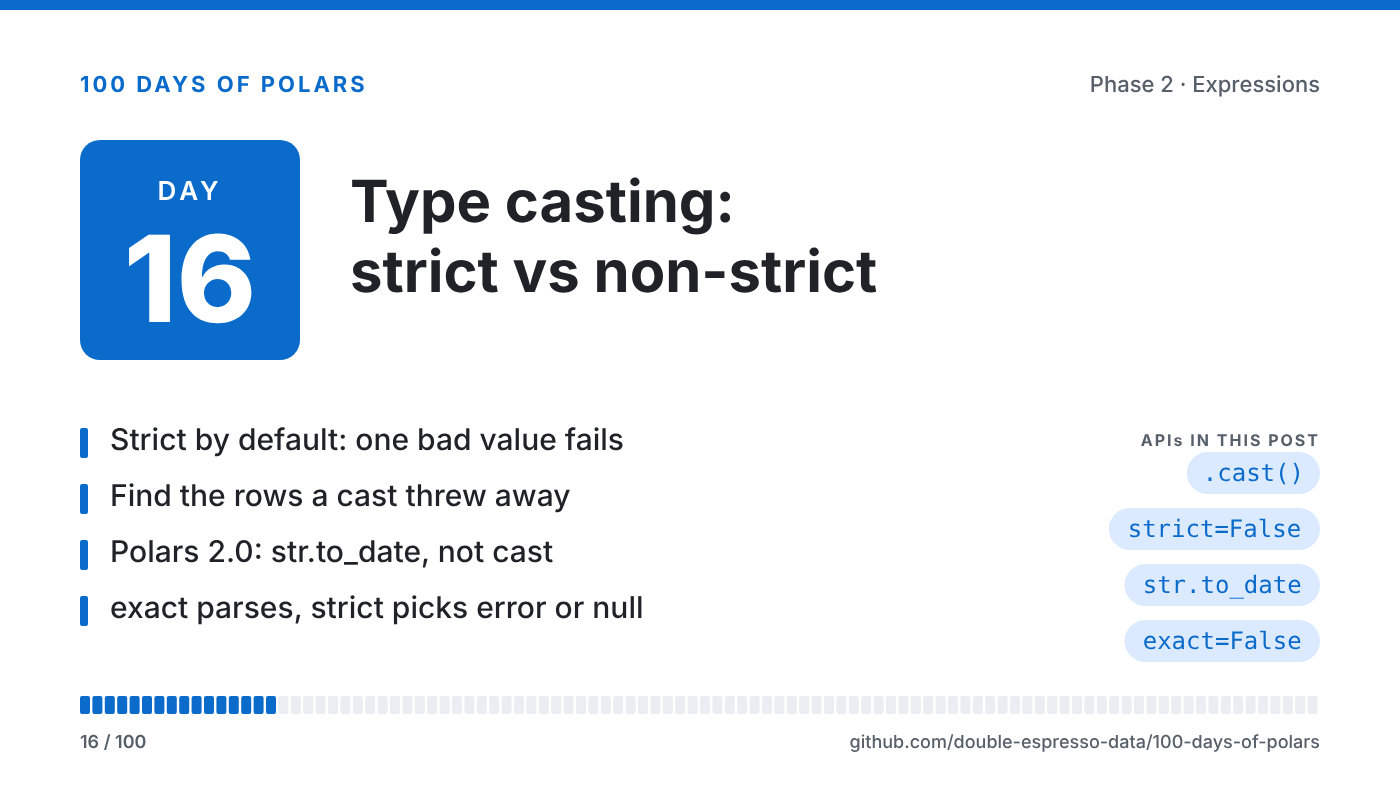 100 DAYS OF POLARS
Phase 2 · Expressions
DAY
16
Type casting:
strict vs non-strict
Strict by default: one bad value fails
Find the rows a cast threw away
Polars 2.0: str.to_date, not cast
exact parses, strict picks error or null
APIs IN THIS POST
.cast()
strict=False
str.to_date
exact=False
16 / 100
github.com/double-espresso-data/100-days-of-polars